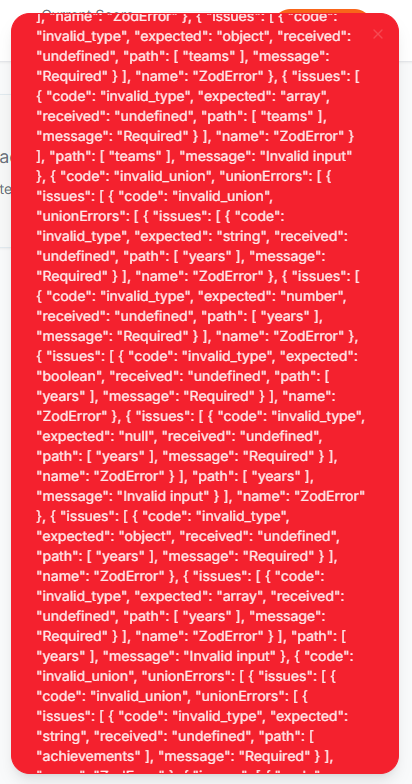 Current Score
], "name": "ZodError" }, { "issues": [ { "code":
"invalid_type", "expected": "object", "received":
"undefined", "path": [ "teams" ], "message":
"Required" } ], "name": "ZodError" }, { "issues": [
{ "code": "invalid_type", "expected": "array",
"received": "undefined", "path": [ "teams" ],
"message": "Required" } ], "name": "ZodError" }
], "path": [ "teams" ], "message": "Invalid input"
}, { "code": "invalid_union", "unionErrors": [ {
"issues": [ { "code": "invalid_union",
"unionErrors": [ { "issues": [ { "code":
"invalid_type", "expected": "string", "received":
"undefined", "path": [ "years" ], "message":
"Required" } ], "name": "ZodError" }, { "issues": [
{ "code": "invalid_type", "expected": "number",
"received": "undefined", "path": [ "years" ],
"message": "Required" } ], "name": "ZodError" },
{ "issues": [ { "code": "invalid_type", "expected":
"boolean", "received": "undefined", "path": [
"years" ], "message": "Required" } ], "name":
"ZodError" }, { "issues": [ { "code": "invalid_type",
"expected": "null", "received": "undefined",
"path": [ "years" ], "message": "Required" } ],
"name": "ZodError" } ], "path": [ "years" ],
"message": "Invalid input" } ], "name": "ZodError"
}, { "issues": [ { "code": "invalid_type",
"expected": "object", "received": "undefined",
"path": [ "years" ], "message": "Required" } ],
"name": "ZodError" }, { "issues": [ { "code":
"invalid_type", "expected": "array", "received":
"undefined", "path": [ "years" ], "message":
"Required" } ], "name": "ZodError" } ], "path": [
"years" ], "message": "Invalid input" }, { "code":
"invalid_union", "unionErrors": [ { "issues": [ {
"code": "invalid_union", "unionErrors": [ {
"issues": [ { "code": "invalid_type", "expected":
"string", "received": "undefined", "path": [
"achievements" ], "message": "Required" } ],